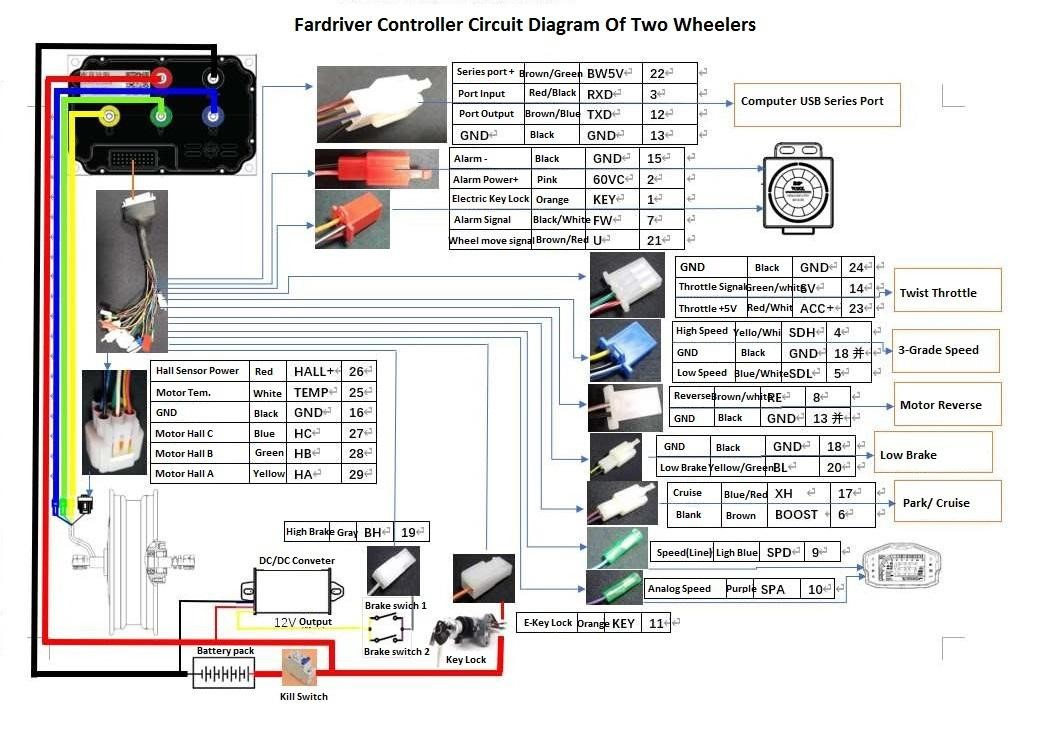 Fardriver Controller Circuit Diagram Of Two Wheelers
Series port + Brown/Green BW5V 22
Port Input Red/Black RXD 3
Port Output Brown/Blue TXD 12
GND Black GND 13
Computer USB Series Port
Alarm - Black GND 15
Alarm Power+ Pink 60VC 2
Electric Key Lock Orange KEY 1
Alarm Signal Black/White FW 7
Wheel move signal Brown/Red U 21
GND Black GND 24
Throttle Signal Green/white SV 14
Throttle +5V Red/Whit ACC+ 23
Twist Throttle
High Speed Yello/Whi SDH 4
GND Black GND 18 并
Low Speed Blue/White SDL 5
3-Grade Speed
Reverse Brown/white RE 8
GND Black GND 13 并
Motor Reverse
GND Black GND 18
Low Brake Yellow/Green BL 20
Low Brake
Cruise Blue/Red XH 17
Blank Brown BOOST 6
Park/ Cruise
Hall Sensor Power Red HALL+ 26
Motor Tem. White TEMP 25
GND Black GND 16
Motor Hall C Blue HC 27
Motor Hall B Green HB 28
Motor Hall A Yellow HA 29
High Brake Gray BH 19
Speed(Line) Ligh Blue SPD 9
Analog Speed Purple SPA 10
E-Key Lock Orange KEY 11
DC/DC Conveter
12V Output
Brake swich 1
Brake switch 2
Key Lock
Battery pack
Kill Switch